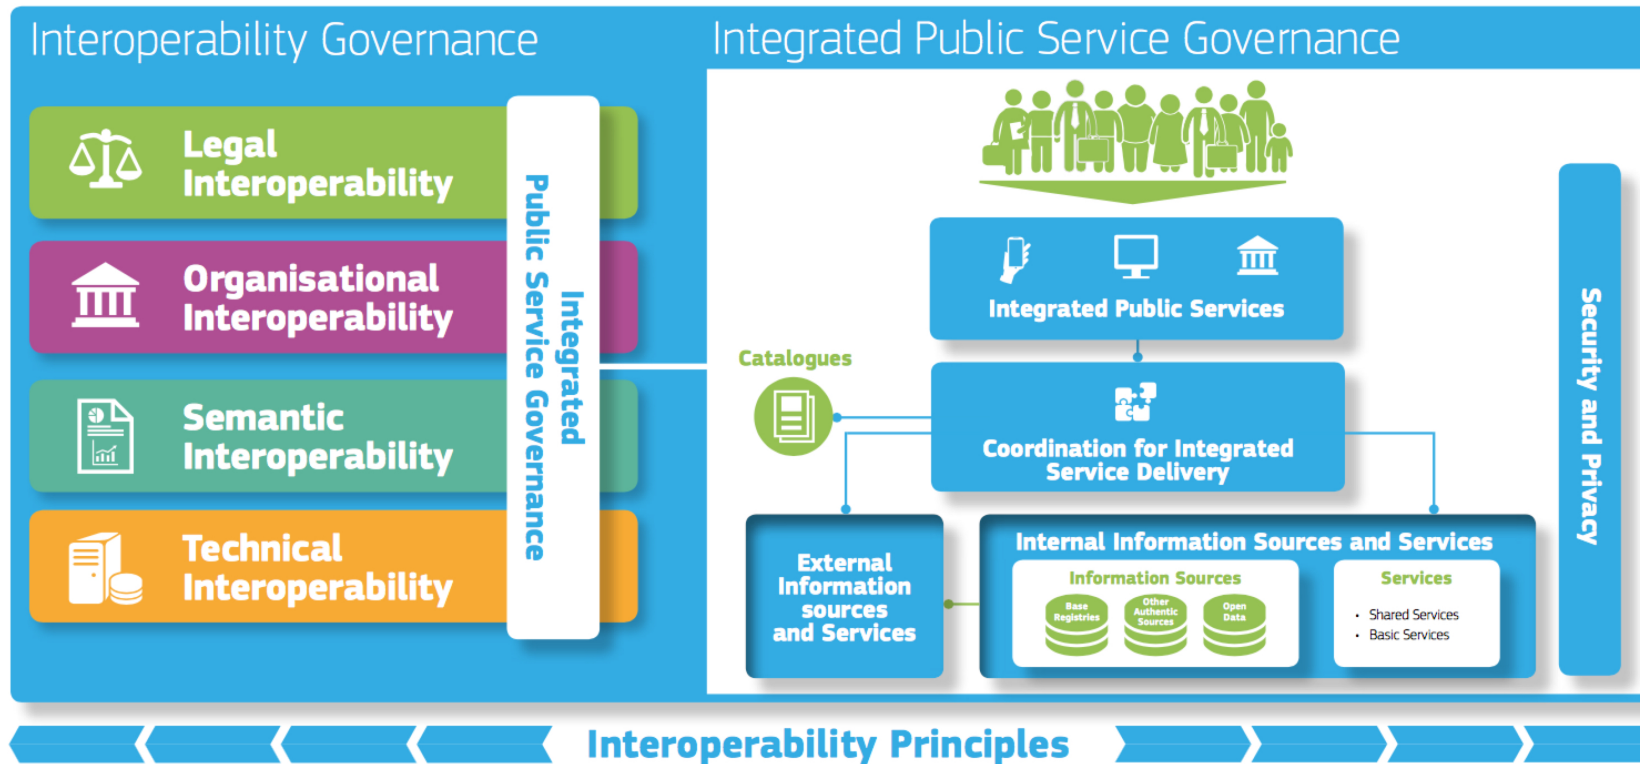 Interoperability Governance
Legal
Interoperability
Organisational
Interoperability
Semantic
Interoperability
Technical
Interoperability
Integrated
Public Service Governance
Integrated Public Service Governance
Integrated Public Services
Catalogues
Coordination for Integrated
Service Delivery
External
Information
sources
and Services
Internal Information Sources and Services
Information Sources
Base
Registries
Other
Authentic
Sources
Open
Data
Services
• Shared Services
• Basic Services
Security and Privacy
Interoperability Principles